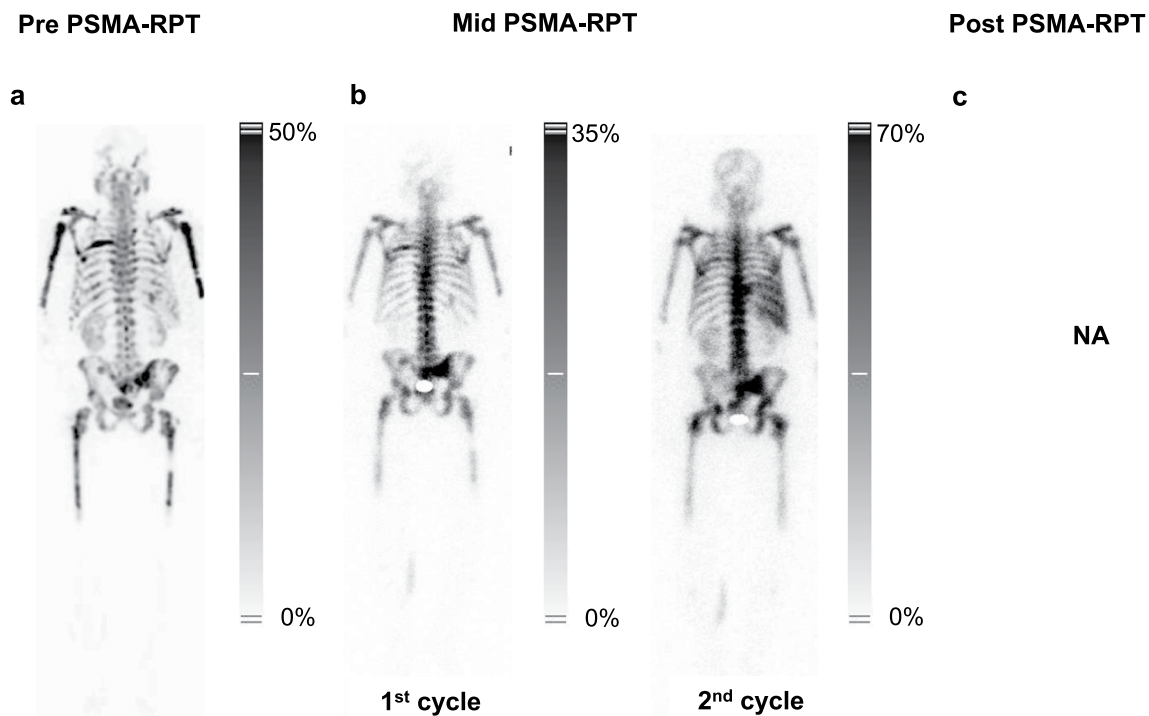 Pre PSMA-RPT
Mid PSMA-RPT
Post PSMA-RPT
a
b
c
50%
35%
70%
NA
0%
0%
0%
1st cycle
2nd cycle